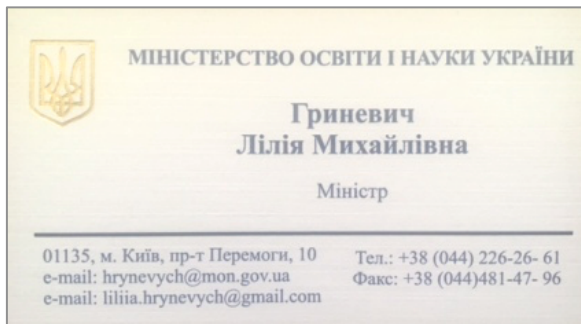 МІНІСТЕРСТВО ОСВІТИ І НАУКИ УКРАЇНИ
Гриневич
Лілія Михайлівна
Міністр
01135, м. Київ, пр-т Перемоги, 10
e-mail: hrynevych@mon.gov.ua
e-mail: liliia.hrynevych@gmail.com
Тел.: +38 (044) 226-26- 61
Факс: +38 (044)481-47- 96